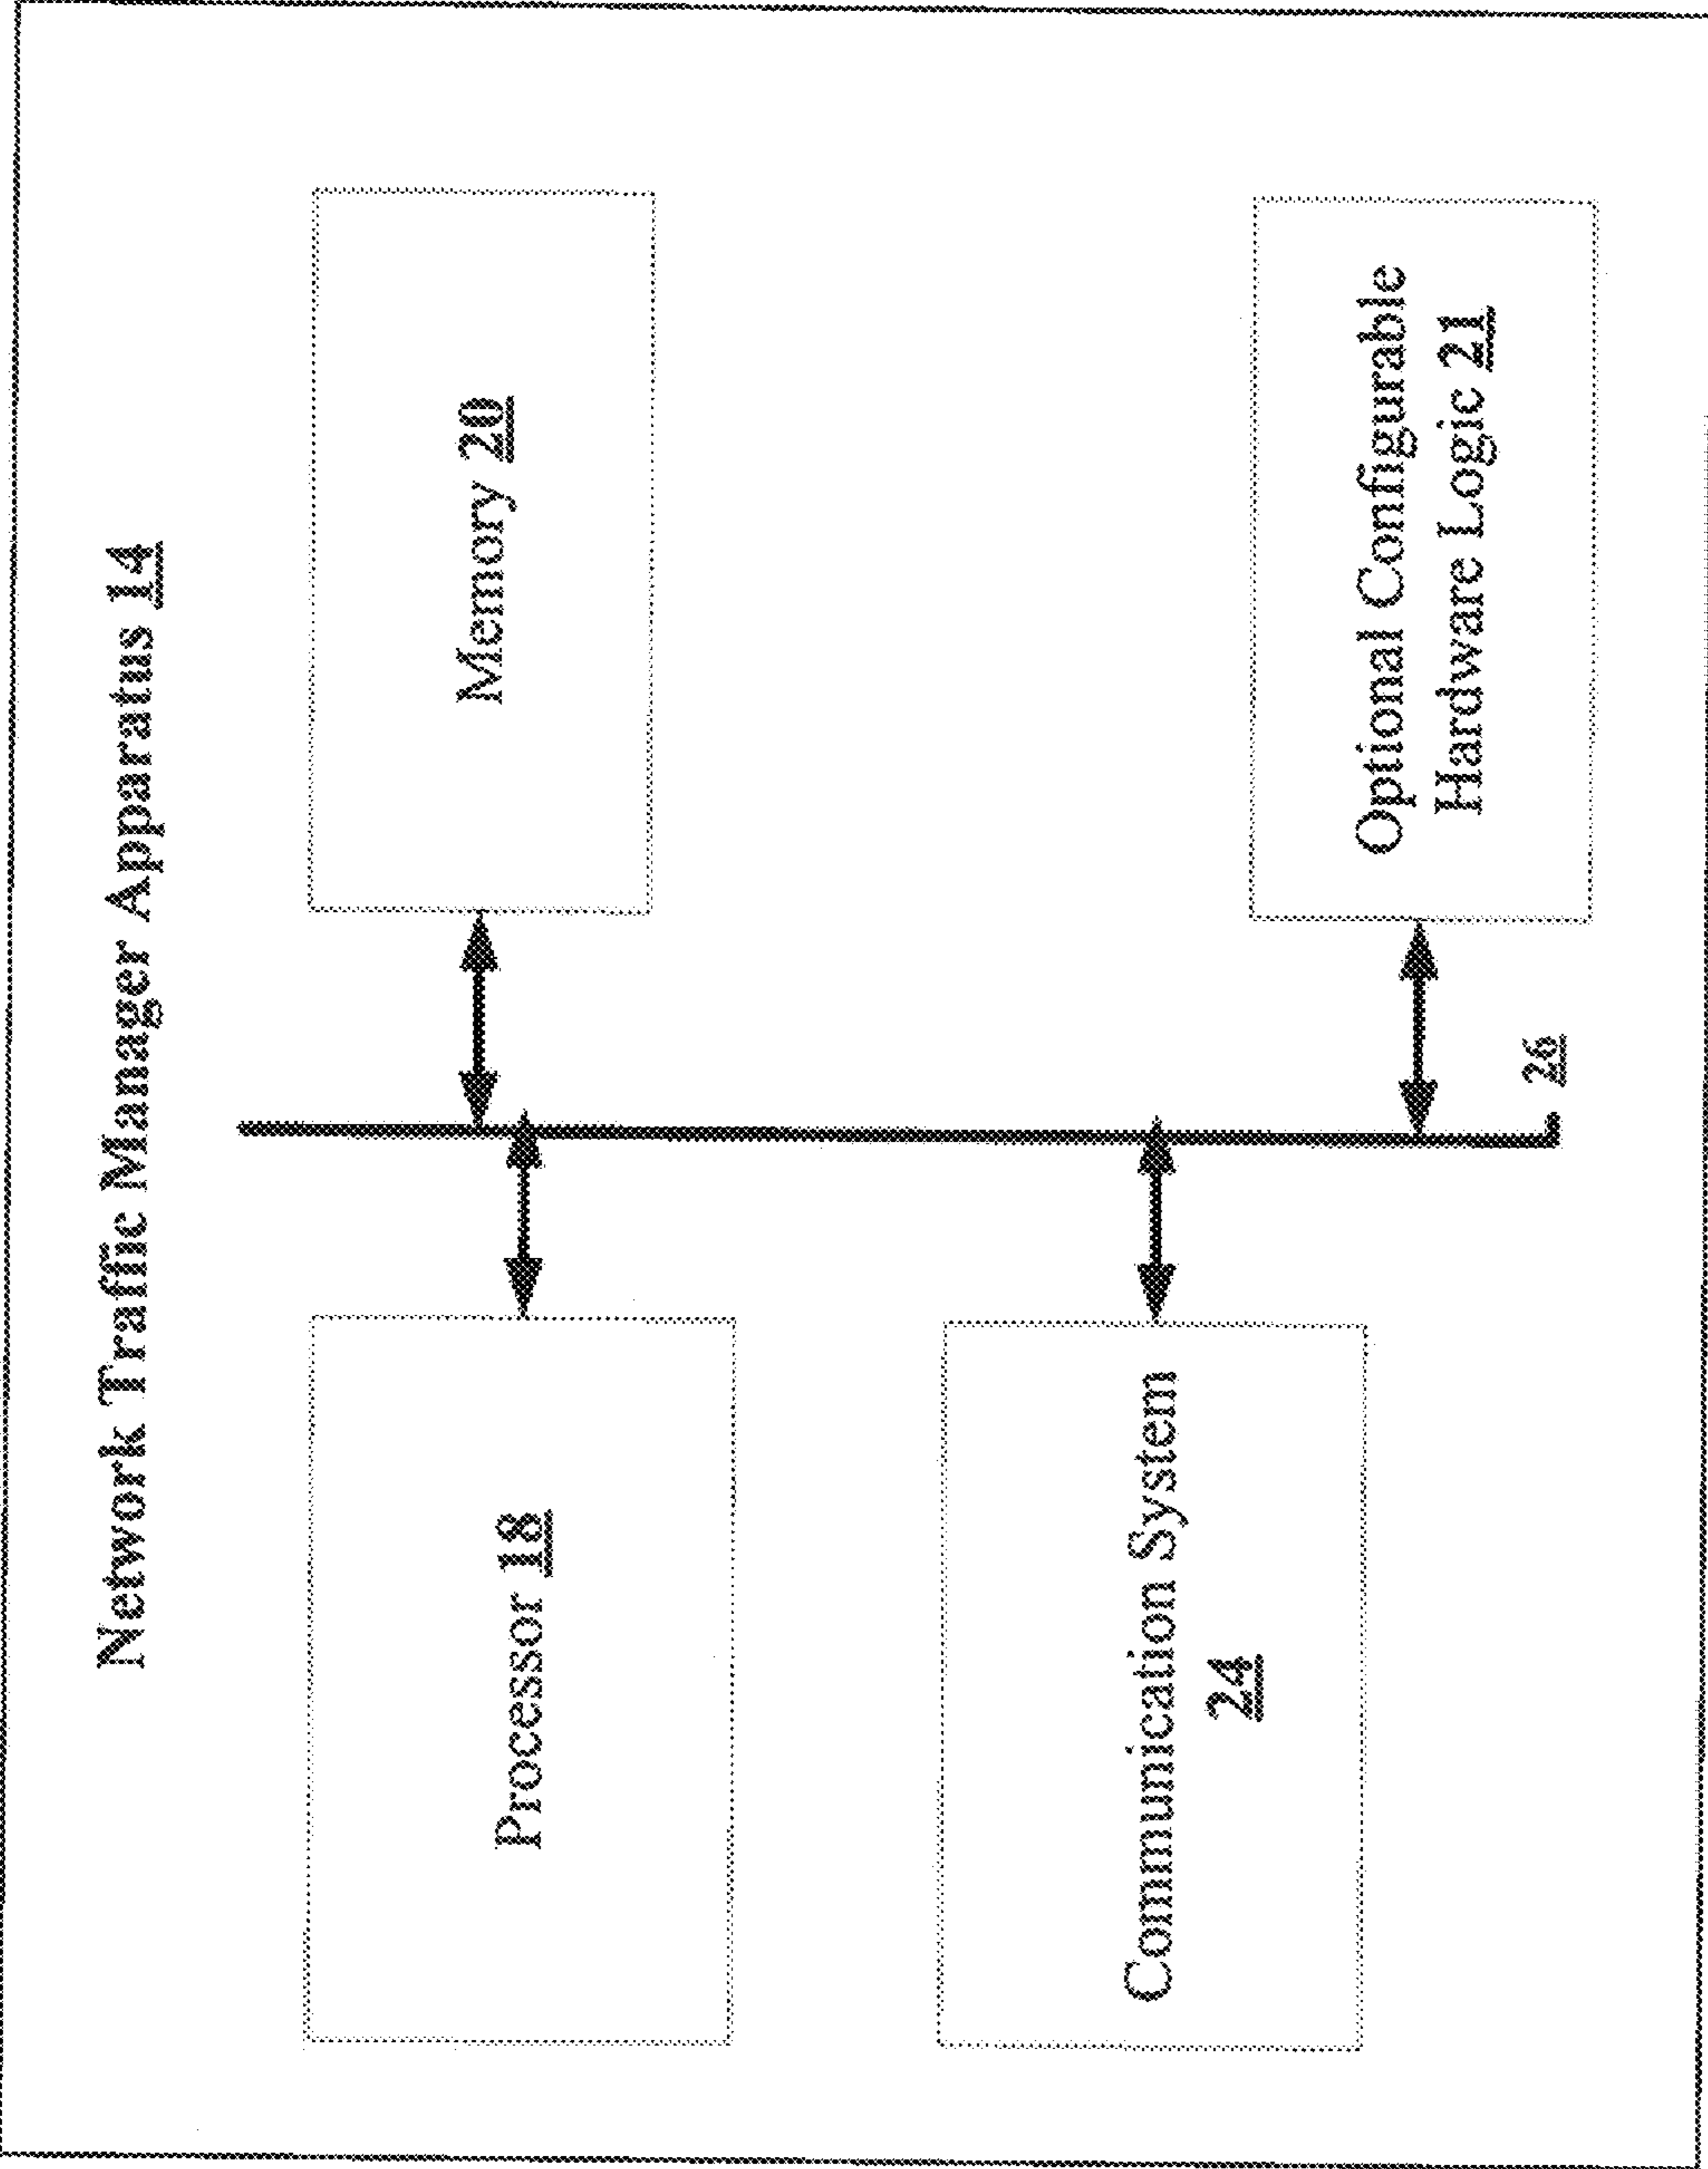 Network Traffic Manager Apparatus 14
Processor 18
Memory 20
Communication System
24
Optional Configurable
Hardware Logic 21
26